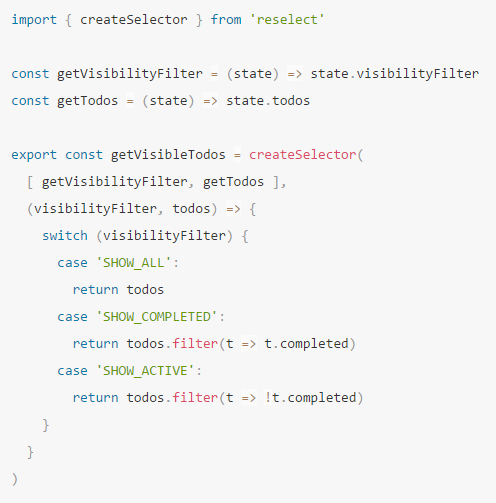 import { createSelector } from 'reselect'

const getVisibilityFilter = (state) => state.visibilityFilter
const getTodos = (state) => state.todos

export const getVisibleTodos = createSelector(
  [ getVisibilityFilter, getTodos ],
  (visibilityFilter, todos) => {
    switch (visibilityFilter) {
      case 'SHOW_ALL':
        return todos
      case 'SHOW_COMPLETED':
        return todos.filter(t => t.completed)
      case 'SHOW_ACTIVE':
        return todos.filter(t => !t.completed)
    }
  }
)